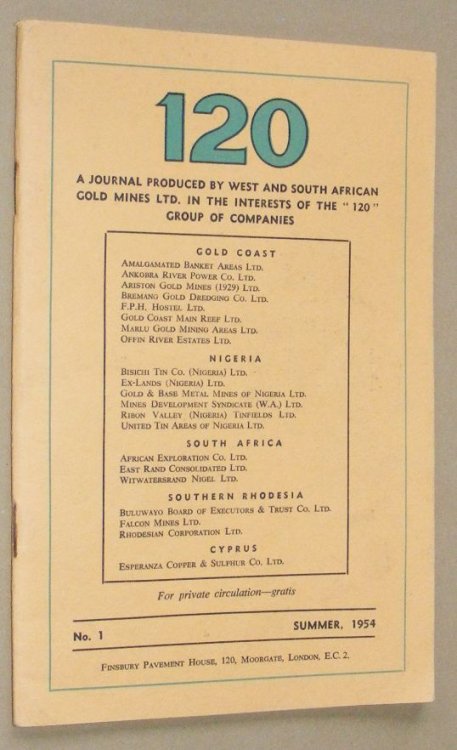 120
A JOURNAL PRODUCED BY WEST AND SOUTH AFRICAN
GOLD MINES LTD. IN THE INTERESTS OF THE "120"
GROUP OF COMPANIES
GOLD COAST
AMALGAMATED BANKET AREAS LTD.
ANKOBRA RIVER POWER CO. LTD.
ARISTON GOLD MINES (1929) LTD.
BREMANG GOLD DREDGING CO. LTD.
F.P.H. HOSTEL LTD.
GOLD COAST MAIN REEF LTD.
MARLU GOLD MINING AREAS LTD.
OFFIN RIVER ESTATES LTD.
NIGERIA
BISICHI TIN CO. (NIGERIA) LTD.
EX-LANDS (NIGERIA) LTD.
GOLD & BASE METAL MINES OF NIGERIA LTD.
MINES DEVELOPMENT SYNDICATE (W.A.) LTD.
RIBON VALLEY (NIGERIA) TINFIELDS LTD.
UNITED TIN AREAS OF NIGERIA LTD.
SOUTH AFRICA
AFRICAN EXPLORATION CO. LTD.
EAST RAND CONSOLIDATED LTD.
WITWATERSRAND NIGEL LTD.
SOUTHERN RHODESIA
BULUWAYO BOARD OF EXECUTORS & TRUST CO. LTD.
FALCON MINES LTD.
RHODESIAN CORPORATION LTD.
CYPRUS
ESPERANZA COPPER & SULPHUR CO. LTD.
For private circulation—gratis
No. 1 SUMMER, 1954
FINSBURY PAVEMENT HOUSE, 120, MOORGATE, LONDON, E.C. 2.